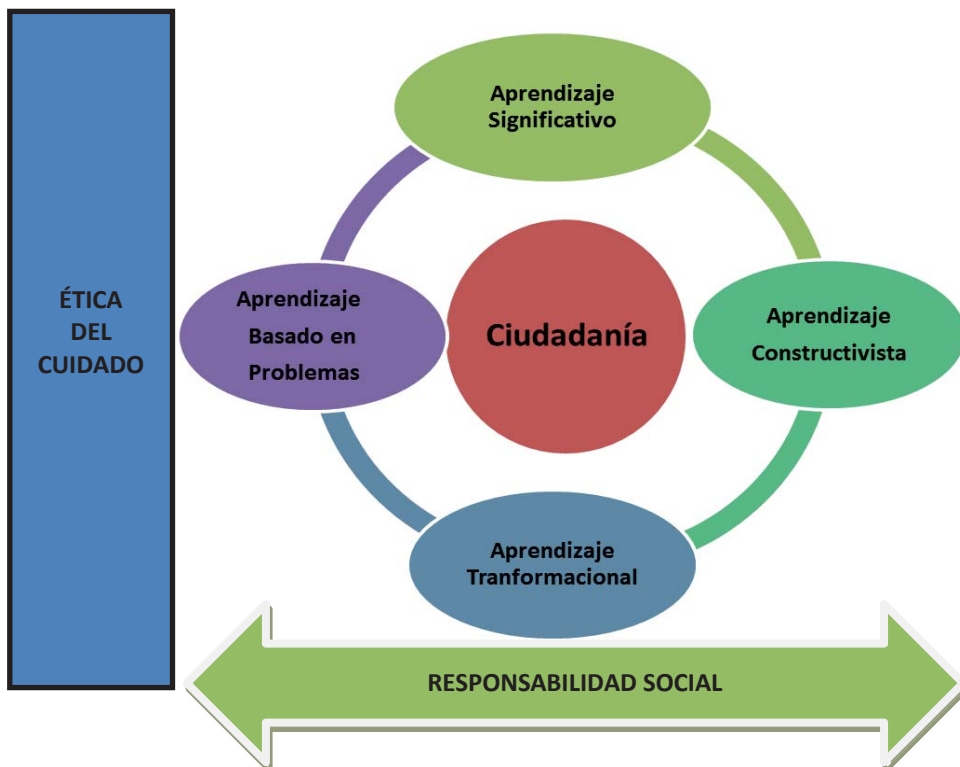 Aprendizaje
Significativo
ÉTICA
DEL
CUIDADO
Aprendizaje
Basado en
Problemas
Ciudadanía
Aprendizaje
Constructivista
Aprendizaje
Tranformacional
RESPONSABILIDAD SOCIAL